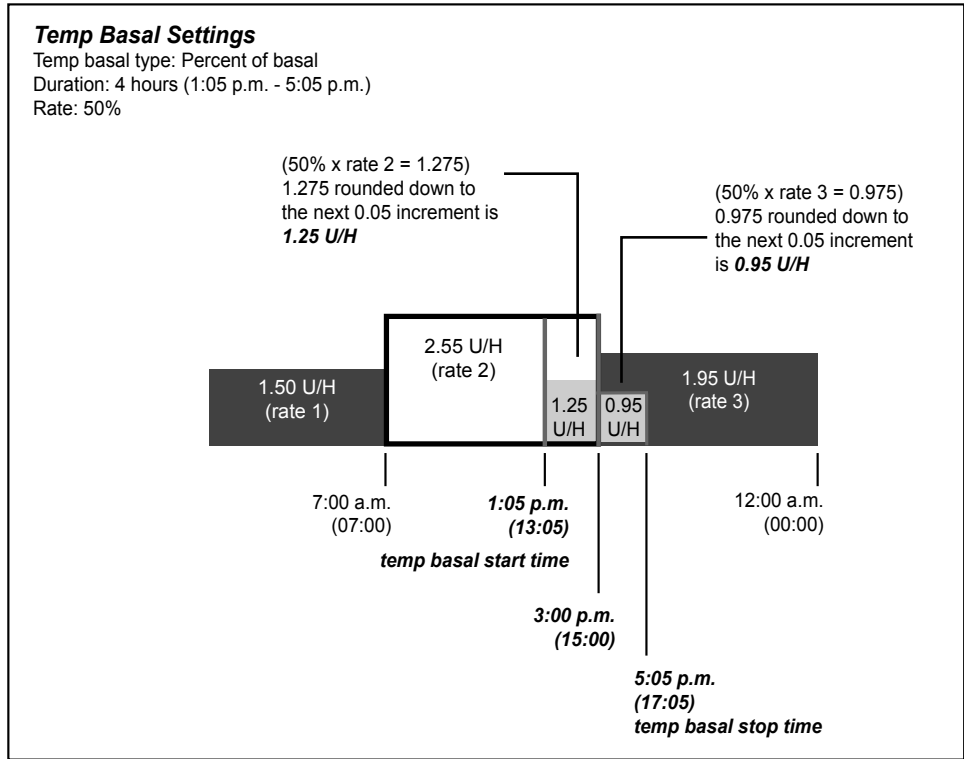 Temp Basal Settings
Temp basal type: Percent of basal
Duration: 4 hours (1:05 p.m. - 5:05 p.m.)
Rate: 50%
(50% x rate 2 = 1.275)
1.275 rounded down to
the next 0.05 increment is
1.25 U/H
(50% x rate 3 = 0.975)
0.975 rounded down to
the next 0.05 increment
is 0.95 U/H
1.50 U/H
(rate 1)
2.55 U/H
(rate 2)
1.25
U/H
0.95
U/H
1.95 U/H
(rate 3)
7:00 a.m.
(07:00)
1:05 p.m.
(13:05)
temp basal start time
3:00 p.m.
(15:00)
5:05 p.m.
(17:05)
temp basal stop time
12:00 a.m.
(00:00)